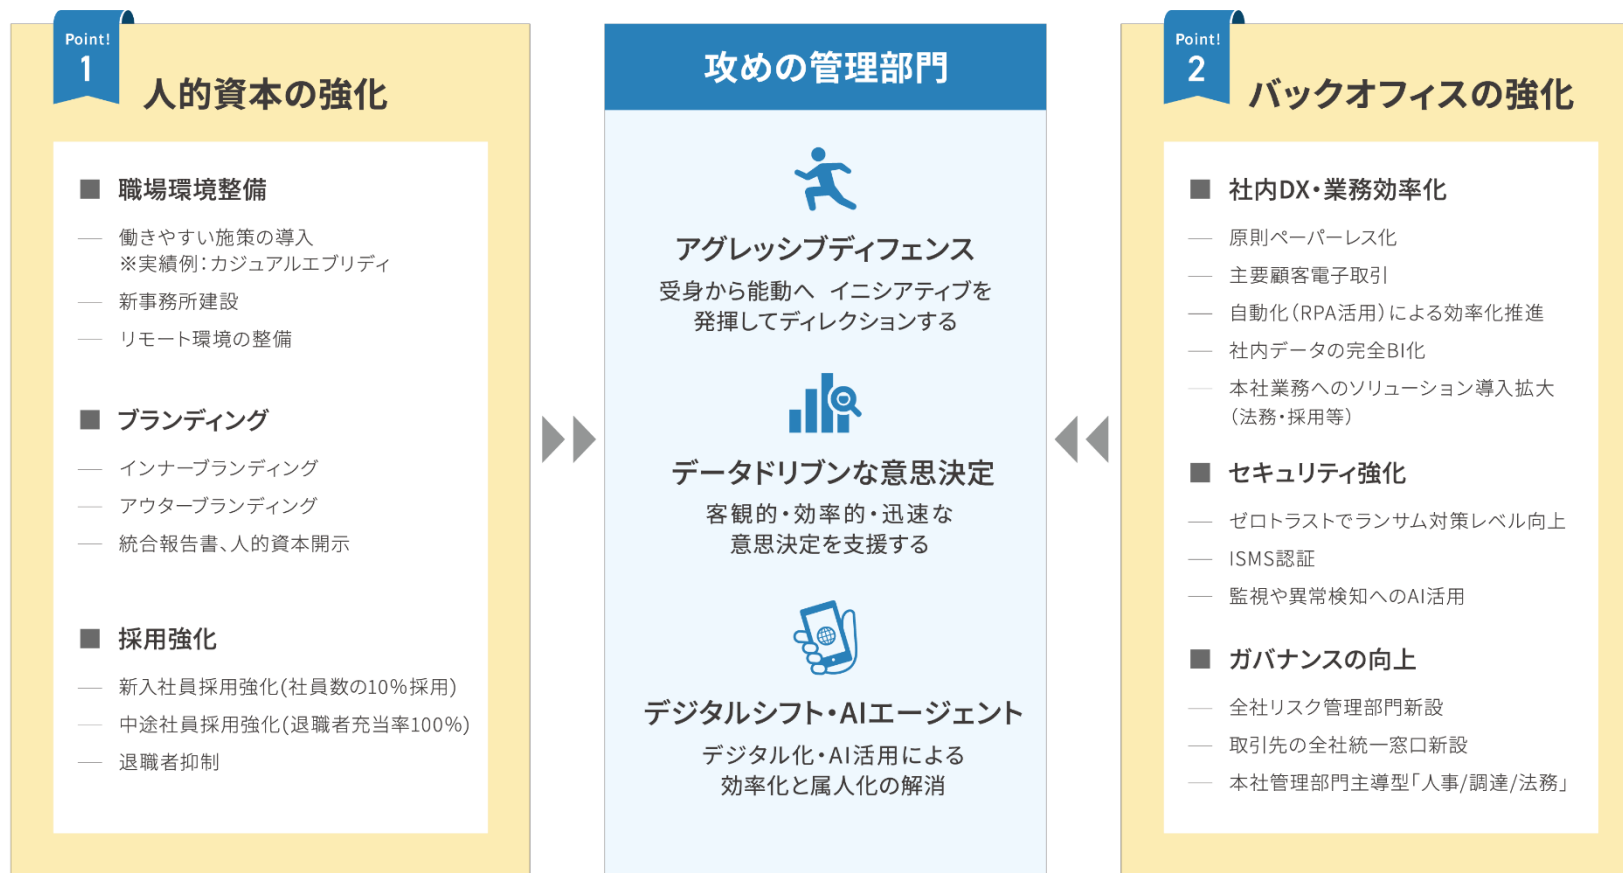 Point!
1
人的資本の強化
■ 職場環境整備
― 働きやすい施策の導入
※実績例：カジュアルエブリディ
― 新事務所建設
― リモート環境の整備
■ ブランディング
― インナーブランディング
― アウターブランディング
― 統合報告書、人的資本開示
■ 採用強化
― 新入社員採用強化(社員数の10%採用)
― 中途社員採用強化(退職者充当率100%)
― 退職者抑制
攻めの管理部門
アグレッシブディフェンス
受身から能動へ イニシアティブを
発揮してディレクションする
データドリブンな意思決定
客観的・効率的・迅速な
意思決定を支援する
デジタルシフト・AIエージェント
デジタル化・AI活用による
効率化と属人化の解消
Point!
2
バックオフィスの強化
■ 社内DX・業務効率化
― 原則ペーパーレス化
― 主要顧客電子取引
― 自動化（RPA活用）による効率化推進
― 社内データの完全BI化
― 本社業務へのソリューション導入拡大
（法務・採用等）
■ セキュリティ強化
― ゼロトラストでランサム対策レベル向上
― ISMS認証
― 監視や異常検知へのAI活用
■ ガバナンスの向上
― 全社リスク管理部門新設
― 取引先の全社統一窓口新設
― 本社管理部門主導型「人事/調達/法務」